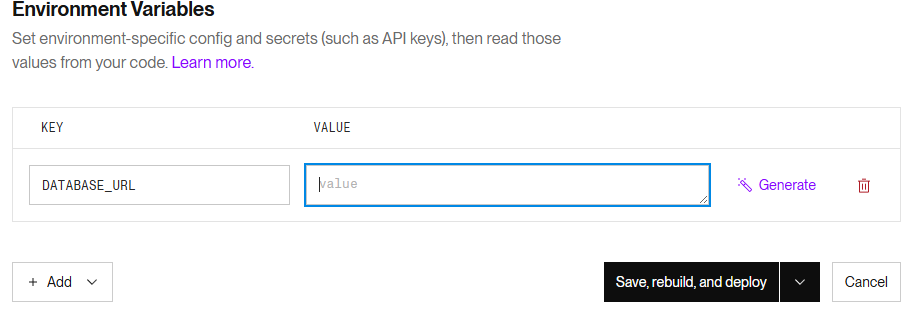 Environment Variables
Set environment-specific config and secrets (such as API keys), then read those
values from your code. Learn more.
KEY VALUE
DATABASE_URL value Generate
+ Add Save, rebuild, and deploy Cancel